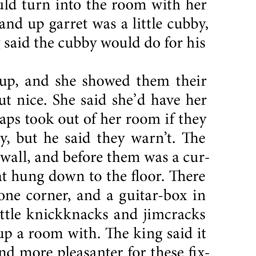 uld turn into the room with her
and up garret was a little cubby,
said the cubby would do for his
up, and she showed them their
ut nice. She said she'd have her
aps took out of her room if they
y, but he said they warn't. The
wall, and before them was a cur-
t hung down to the floor. There
one corner, and a guitar-box in
ttle knickknacks and jimcracks
up a room with. The king said it
nd more pleasanter for these fix-